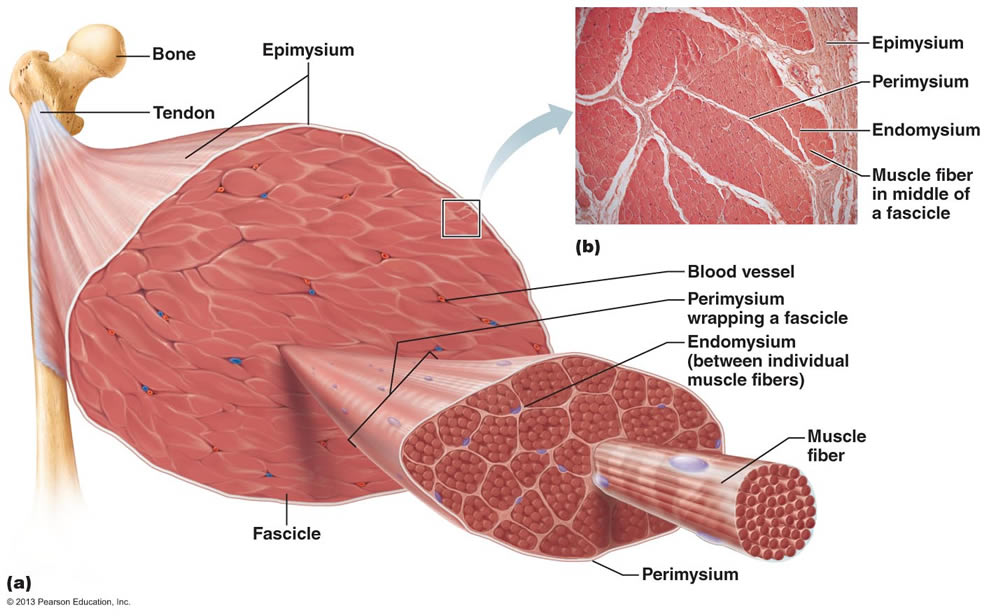 Bone
Epimysium
Tendon
Epimysium
Perimysium
Endomysium
Muscle fiber
in middle of
a fascicle
(b)
Blood vessel
Perimysium
wrapping a fascicle
Endomysium
(between individual
muscle fibers)
Muscle
fiber
Fascicle
Perimysium
(a)
© 2013 Pearson Education, Inc.